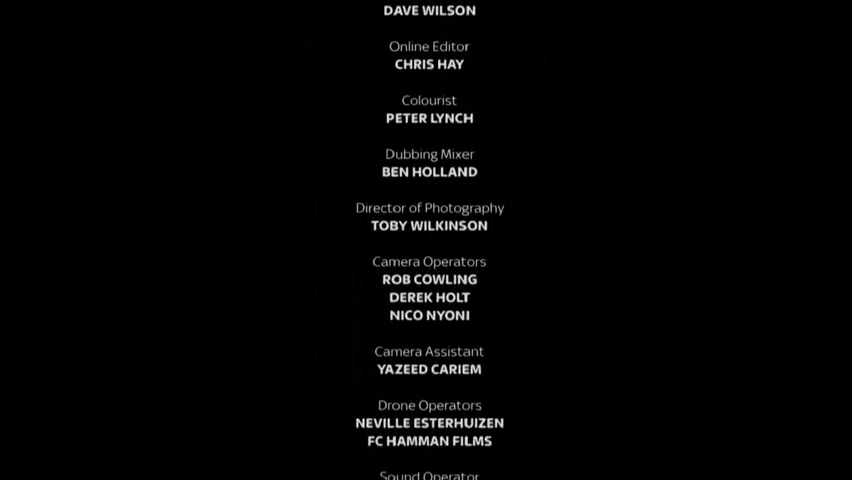 DAVE WILSON
Online Editor
CHRIS HAY
Colourist
PETER LYNCH
Dubbing Mixer
BEN HOLLAND
Director of Photography
TOBY WILKINSON
Camera Operators
ROB COWLING
DEREK HOLT
NICO NYONI
Camera Assistant
YAZEED CARIEM
Drone Operators
NEVILLE ESTERHUIZEN
FC HAMMAN FILMS
Sound Operator